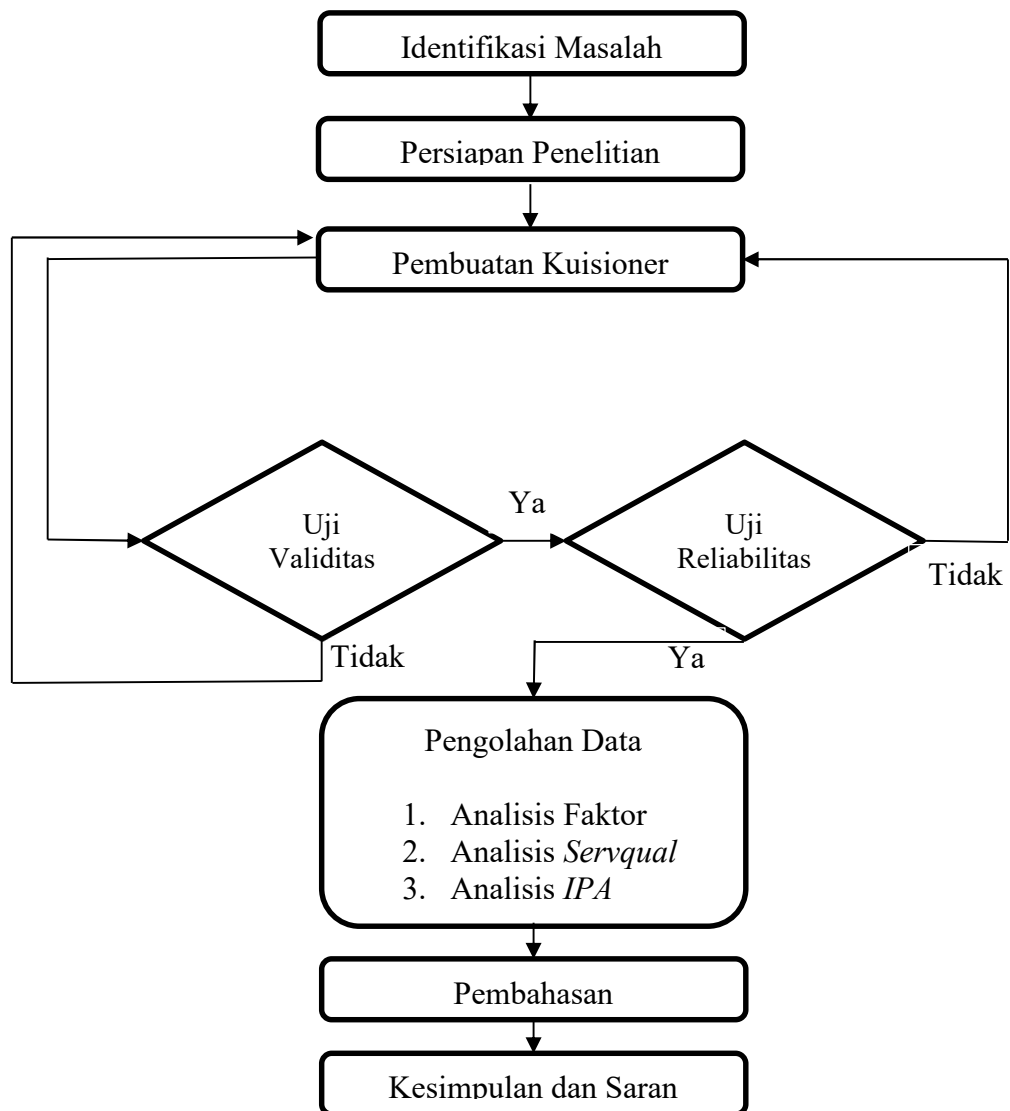 Identifikasi Masalah
Persiapan Penelitian
Pembuatan Kuisioner
Uji
Validitas
Ya
Uji
Reliabilitas
Tidak
Tidak
Ya
Pengolahan Data
1. Analisis Faktor
2. Analisis Servqual
3. Analisis IPA
Pembahasan
Kesimpulan dan Saran